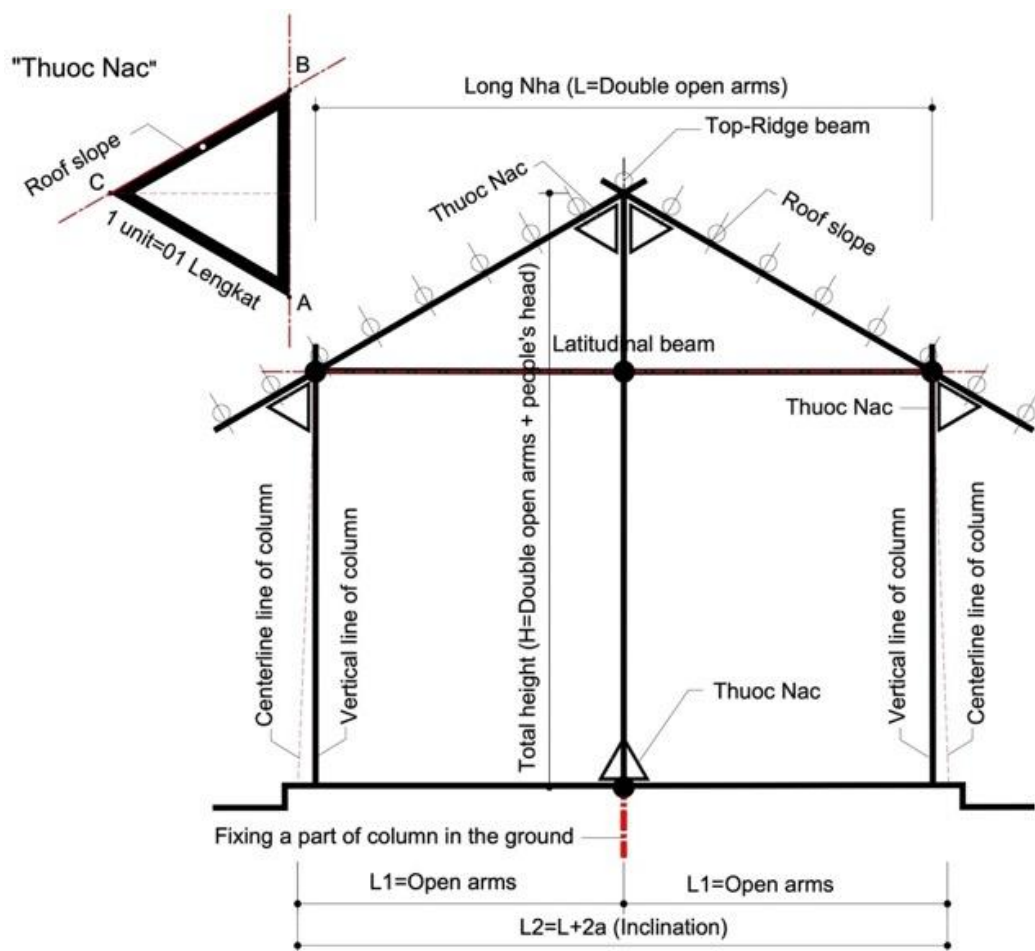 "Thuoc Nac"
B
Roof slope
C
1 unit=01 Lengkat
A
Long Nha (L=Double open arms)
Top-Ridge beam
Thuoc Nac
Roof slope
Total height (H=Double open arms + people's head)
Latitudinal beam
Thuoc Nac
Centerline line of column
Vertical line of column
Vertical line of column
Centerline line of column
Thuoc Nac
Fixing a part of column in the ground
L1=Open arms
L1=Open arms
L2=L+2a (Inclination)